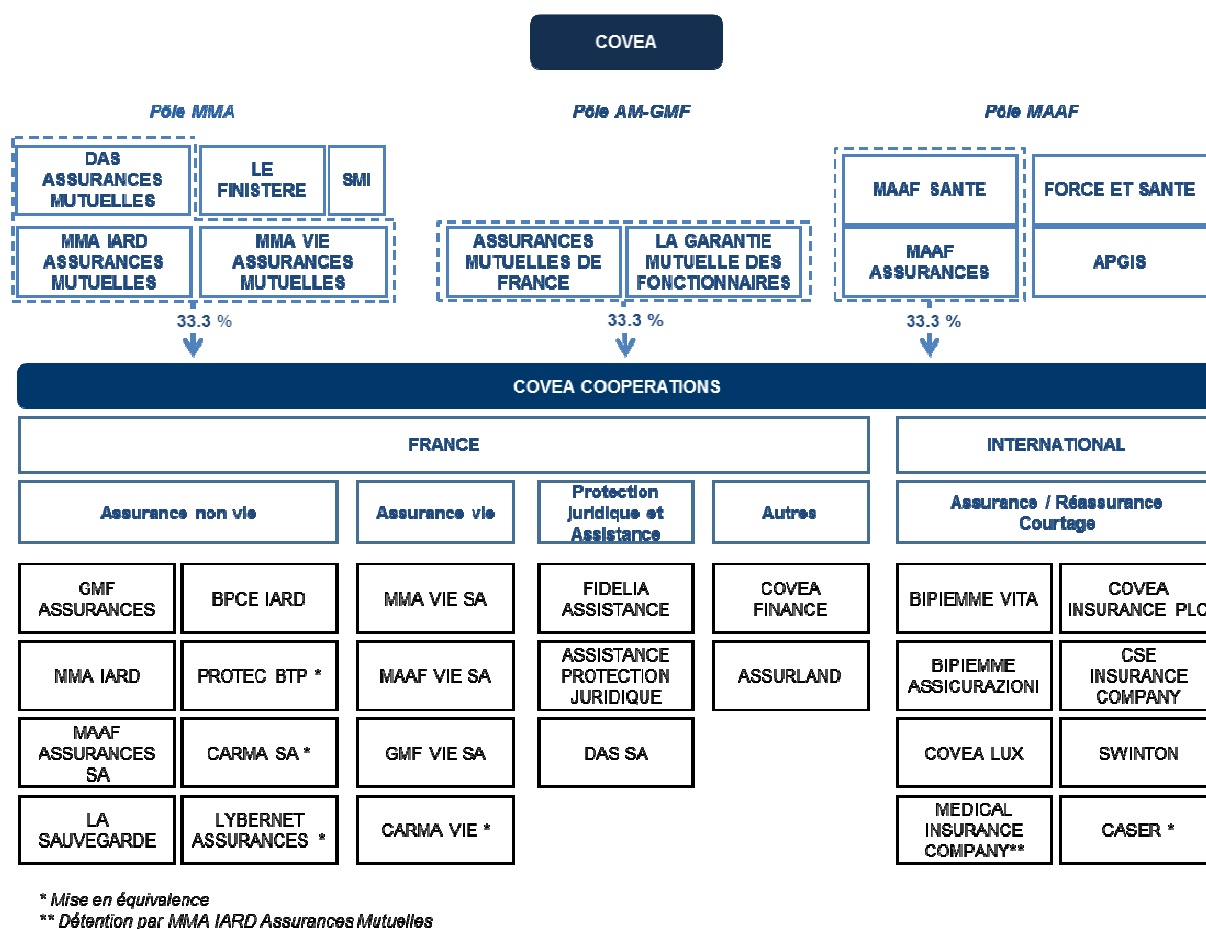 COVEA
Pôle MMA
Pôle AM-GMF
Pôle MAAF
DAS
ASSURANCES
MUTUELLES
LE
FINISTERE
SMI
MMA IARD
ASSURANCES
MUTUELLES
MMA VIE
ASSURANCES
MUTUELLES
ASSURANCES
MUTUELLES DE
FRANCE
LA GARANTIE
MUTUELLE DES
FONCTIONNAIRES
MAAF SANTE
FORCE ET SANTE
MAAF
ASSURANCES
APGIS
33.3 %
33.3 %
33.3 %
COVEA COOPERATIONS
FRANCE
INTERNATIONAL
Assurance non vie
Assurance vie
Protection
juridique et
Assistance
Autres
Assurance / Réassurance
Courtage
GMF
ASSURANCES
BPCE IARD
MMA VIE SA
FIDELIA
ASSISTANCE
COVEA
FINANCE
BIPIEMME VITA
COVEA
INSURANCE PLC
MMA IARD
PROTEC BTP *
MAAF VIE SA
ASSISTANCE
PROTECTION
JURIDIQUE
ASSURLAND
BIPIEMME
ASSICURAZIONI
CSE
INSURANCE
COMPANY
MAAF
ASSURANCES
SA
CARMA SA *
GMF VIE SA
DAS SA
COVEA LUX
SWINTON
LA
SAUVEGARDE
LYBERNET
ASSURANCES *
CARMA VIE *
MEDICAL
INSURANCE
COMPANY**
CASER *
* Mise en équivalence
** Détention par MMA IARD Assurances Mutuelles